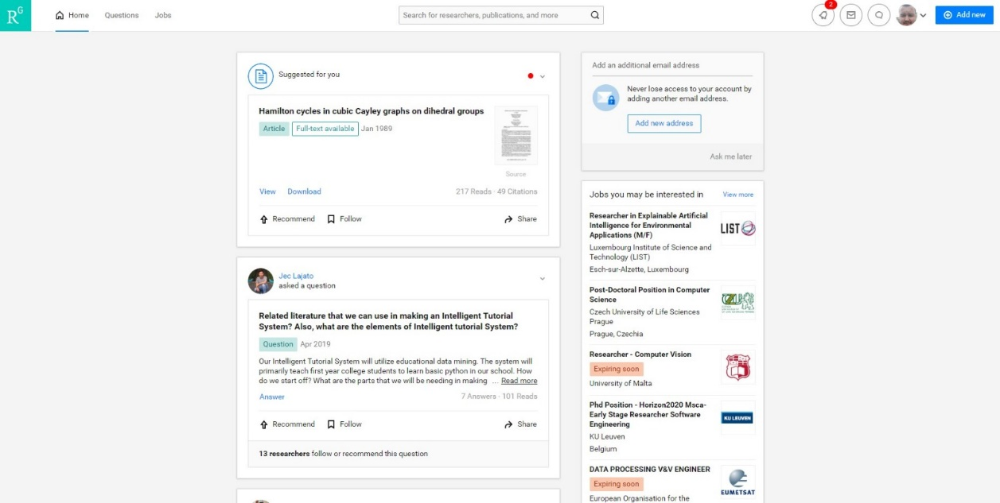 RG
Home
Questions
Jobs
Search for researchers, publications, and more
2
Add new
Suggested for you
Hamilton cycles in cubic Cayley graphs on dihedral groups
Article Full-text available Jan 1989
Source
View Download 217 Reads · 49 Citations
Recommend Follow Share
Jec Lajato
asked a question
Related literature that we can use in making an Intelligent Tutorial
System? Also, what are the elements of Intelligent tutorial System?
Question Apr 2019
Our Intelligent Tutorial System will utilize educational data mining. The system will
primarily teach first year college students to learn basic python in our school. How
do we start off? What are the parts that we will be needing in making ... Read more
Answer 7 Answers · 101 Reads
Recommend Follow Share
13 researchers follow or recommend this question
Add an additional email address
Never lose access to your account by
adding another email address.
Add new address
Ask me later
Jobs you may be interested in View more
Researcher in Explainable Artificial
Intelligence for Environmental
Applications (M/F)
LIST
Luxembourg Institute of Science and
Technology (LIST)
Esch-sur-Alzette, Luxembourg
Post-Doctoral Position in Computer
Science
Czech University of Life Sciences
Prague
Prague, Czechia
Researcher - Computer Vision
Expiring soon
University of Malta
Phd Position - Horizon2020 Msca-
Early Stage Researcher Software
Engineering
KU LEUVEN
KU Leuven
Belgium
DATA PROCESSING V&V ENGINEER
Expiring soon
EUMETSAT
European Organisation for the